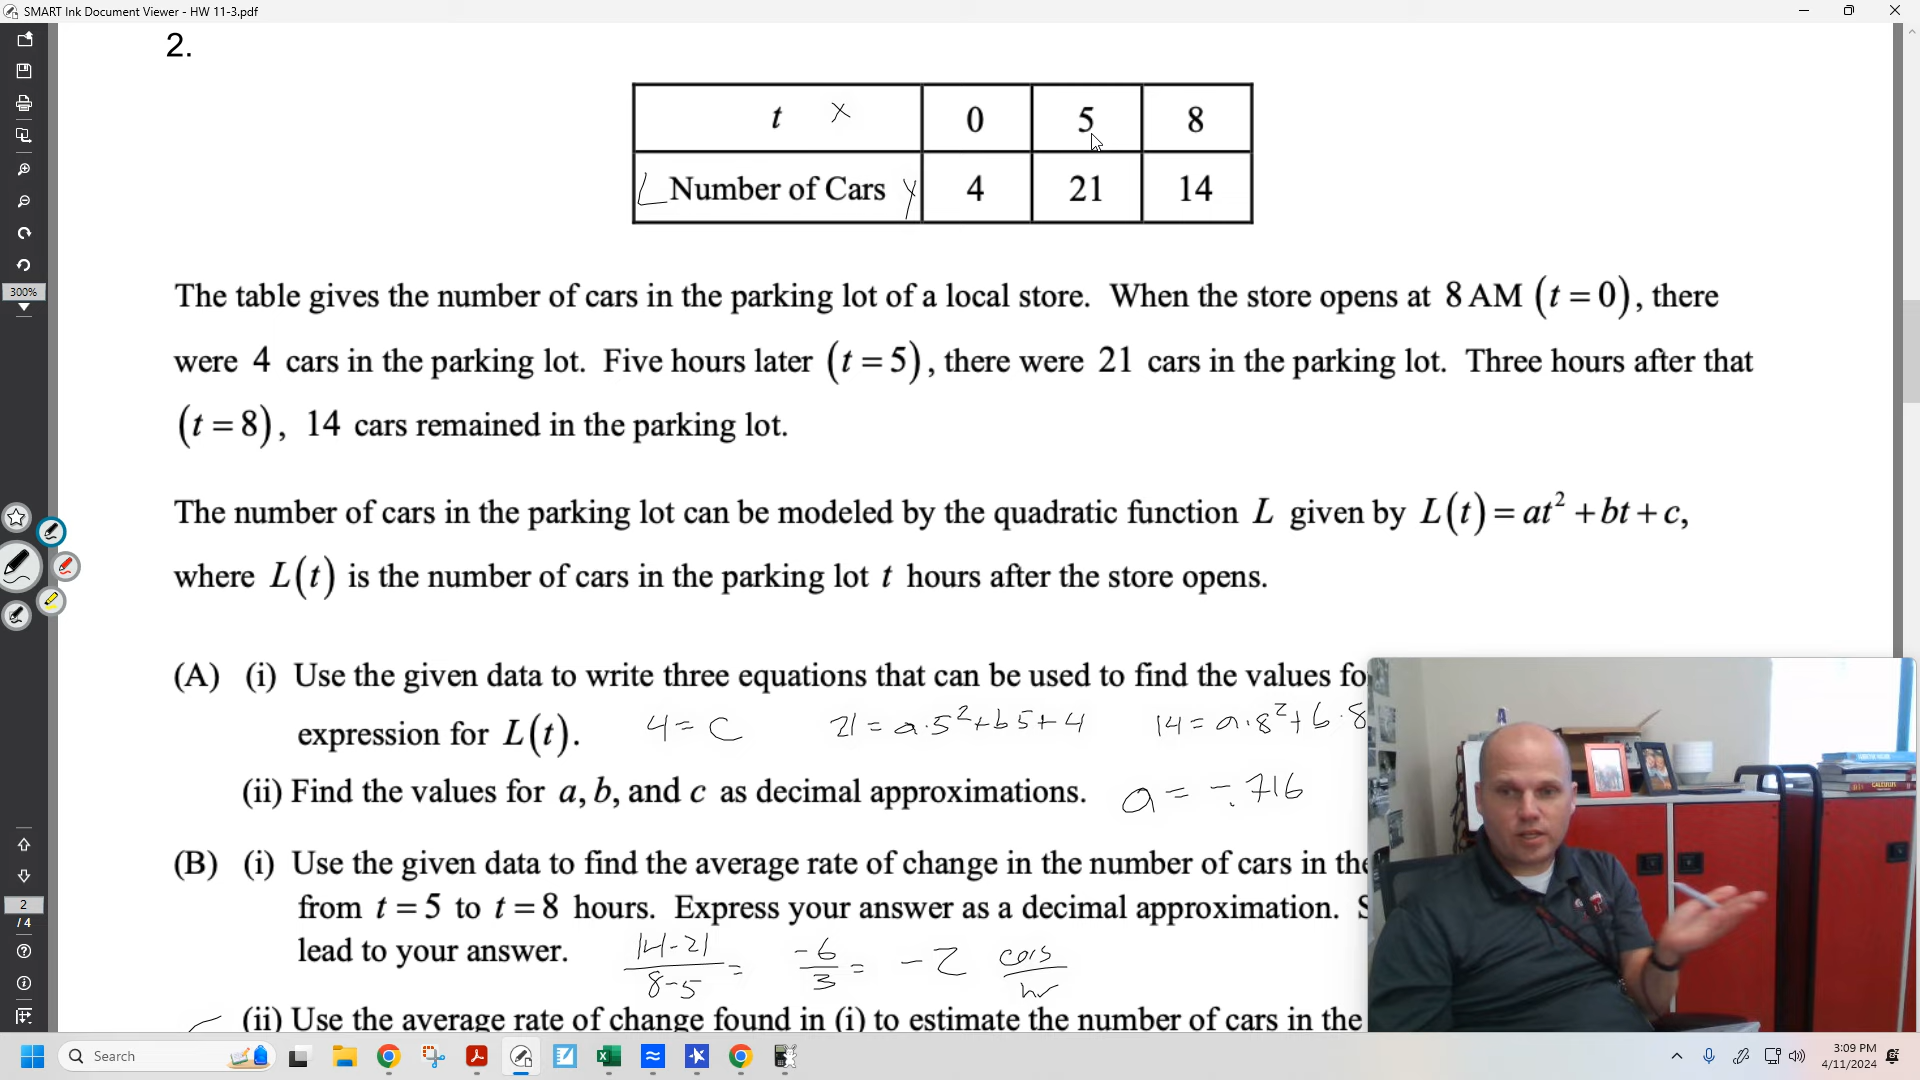 SMART Ink Document Viewer - HW 11-3.pdf
2.
t x 0 5 8
L Number of Cars y 4 21 14
The table gives the number of cars in the parking lot of a local store. When the store opens at 8 AM (t = 0), there
were 4 cars in the parking lot. Five hours later (t = 5), there were 21 cars in the parking lot. Three hours after that
(t = 8), 14 cars remained in the parking lot.
300%
The number of cars in the parking lot can be modeled by the quadratic function L given by L(t) = at² + bt + c,
where L(t) is the number of cars in the parking lot t hours after the store opens.
(A) (i) Use the given data to write three equations that can be used to find the values fo
expression for L(t). 4 = C 21 = a·5²+b5+4 14 = a·8²+b·8
(ii) Find the values for a, b, and c as decimal approximations. a = -.716
(B) (i) Use the given data to find the average rate of change in the number of cars in the
from t = 5 to t = 8 hours. Express your answer as a decimal approximation. S
lead to your answer. 14-21/8-5 = -6/3 = -2 cars/hr
(ii) Use the average rate of change found in (i) to estimate the number of cars in the
2
/ 4
CALCULUS
Search
3:09 PM
4/11/2024